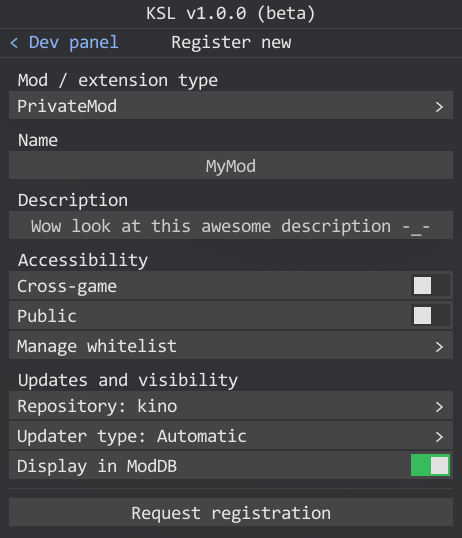 KSL v1.0.0 (beta)
< Dev panel Register new
Mod / extension type
PrivateMod >
Name
MyMod
Description
Wow look at this awesome description -_-
Accessibility
Cross-game
Public
Manage whitelist >
Updates and visibility
Repository: kino >
Updater type: Automatic >
Display in ModDB
Request registration